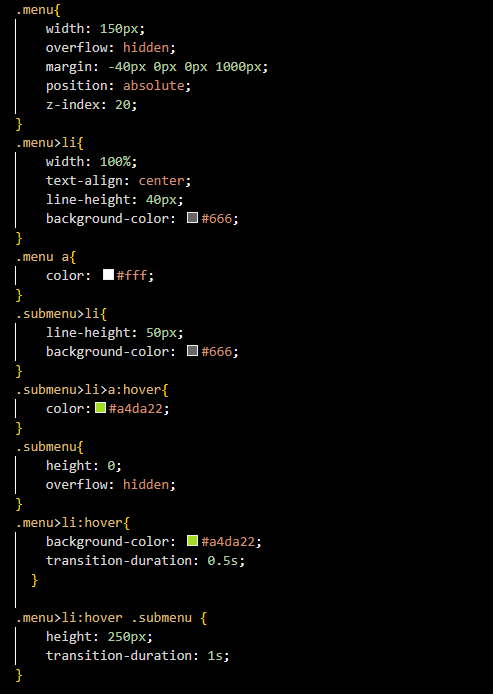 .menu{
    width: 150px;
    overflow: hidden;
    margin: -40px 0px 0px 1000px;
    position: absolute;
    z-index: 20;
}
.menu>li{
    width: 100%;
    text-align: center;
    line-height: 40px;
    background-color: #666;
}
.menu a{
    color: #fff;
}
.submenu>li{
    line-height: 50px;
    background-color: #666;
}
.submenu>li>a:hover{
    color:#a4da22;
}
.submenu{
    height: 0;
    overflow: hidden;
}
.menu>li:hover{
    background-color: #a4da22;
    transition-duration: 0.5s;
  }

.menu>li:hover .submenu {
    height: 250px;
    transition-duration: 1s;
}